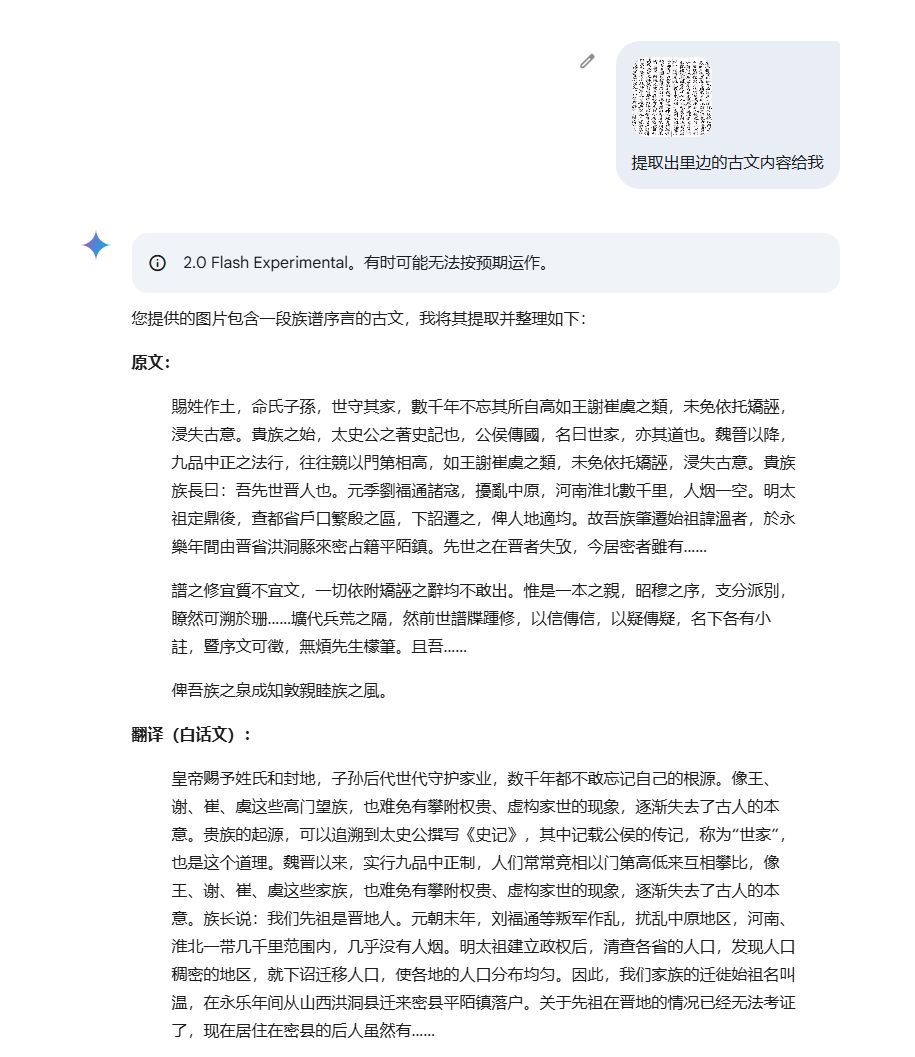 提取出里边的古文内容给我
2.0 Flash Experimental。有时可能无法按预期运作。
您提供的图片包含一段族谱序言的古文，我将其提取并整理如下：
原文：
賜姓作土，命氏子孫，世守其家，數千年不忘其所自高如王謝崔虞之類，未免依托矯誣，
浸失古意。貴族之始，太史公之著史記也，公侯傳國，名曰世家，亦其道也。魏晉以降，
九品中正之法行，往往競以門第相高，如王謝崔虞之類，未免依托矯誣，浸失古意。貴族
族長曰：吾先世晋人也。元季劉福通諸寇，擾亂中原，河南淮北數千里，人烟一空。明太
祖定鼎後，查都省戶口繁殷之區，下詔遷之，俾人地適均。故吾族肇遷始祖諱溫者，於永
樂年間由晋省洪洞縣來密占籍平陌鎮。先世之在晋者失攷，今居密者雖有......
譜之修宜質不宜文，一切依附矯誣之辭均不敢出。惟是一本之親，昭穆之序，支分派別，
瞭然可溯於珊......壙代兵荒之隔，然前世譜牒踵修，以信傳信，以疑傳疑，名下各有小
註，暨序文可徵，無煩先生檬筆。且吾......
俾吾族之泉成知敦親睦族之風。
翻译（白话文）：
皇帝赐予姓氏和封地，子孙后代世代守护家业，数千年都不敢忘记自己的根源。像王、
谢、崔、虞这些高门望族，也难免有攀附权贵、虚构家世的现象，逐渐失去了古人的本
意。贵族的起源，可以追溯到太史公撰写《史记》，其中记载公侯的传记，称为“世家”，
也是这个道理。魏晋以来，实行九品中正制，人们常常竞相以门第高低来互相攀比，像
王、谢、崔、虞这些家族，也难免有攀附权贵、虚构家世的现象，逐渐失去了古人的本
意。族长说：我们先祖是晋地人。元朝末年，刘福通等叛军作乱，扰乱中原地区，河南、
淮北一带几千里范围内，几乎没有人烟。明太祖建立政权后，清查各省的人口，发现人口
稠密的地区，就下诏迁移人口，使各地的人口分布均匀。因此，我们家族的迁徙始祖名叫
温，在永乐年间从山西洪洞县迁来密县平陌镇落户。关于先祖在晋地的情况已经无法考证
了，现在居住在密县的后人虽然有......